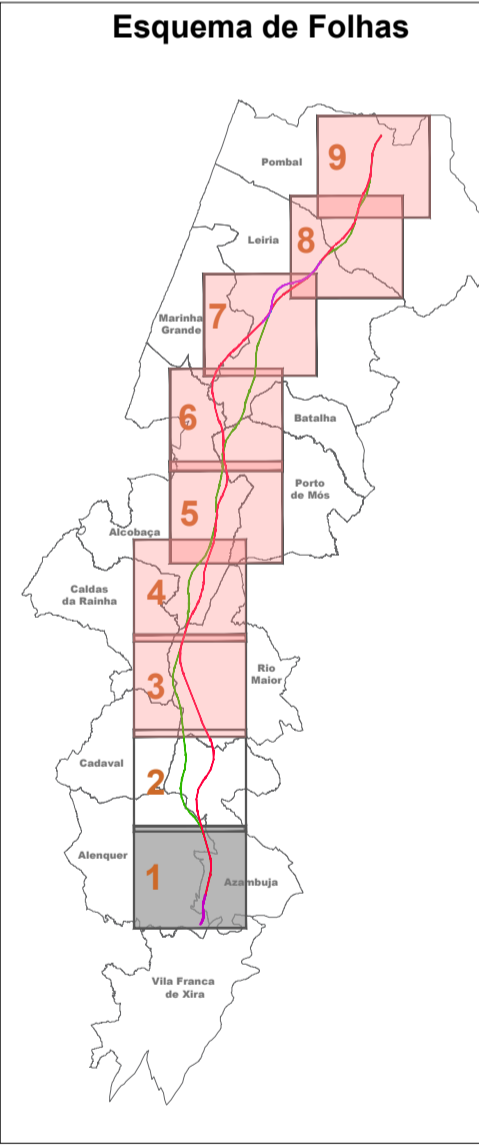 Esquema de Folhas
9
Pombal
8
Leiria
7
Marinha
Grande
6
Batalha
5
Porto
de Mós
Alcobaça
4
Caldas
da Rainha
3
Rio
Maior
2
Cadaval
1
Alenquer
Azambuja
Vila Franca
de Xira